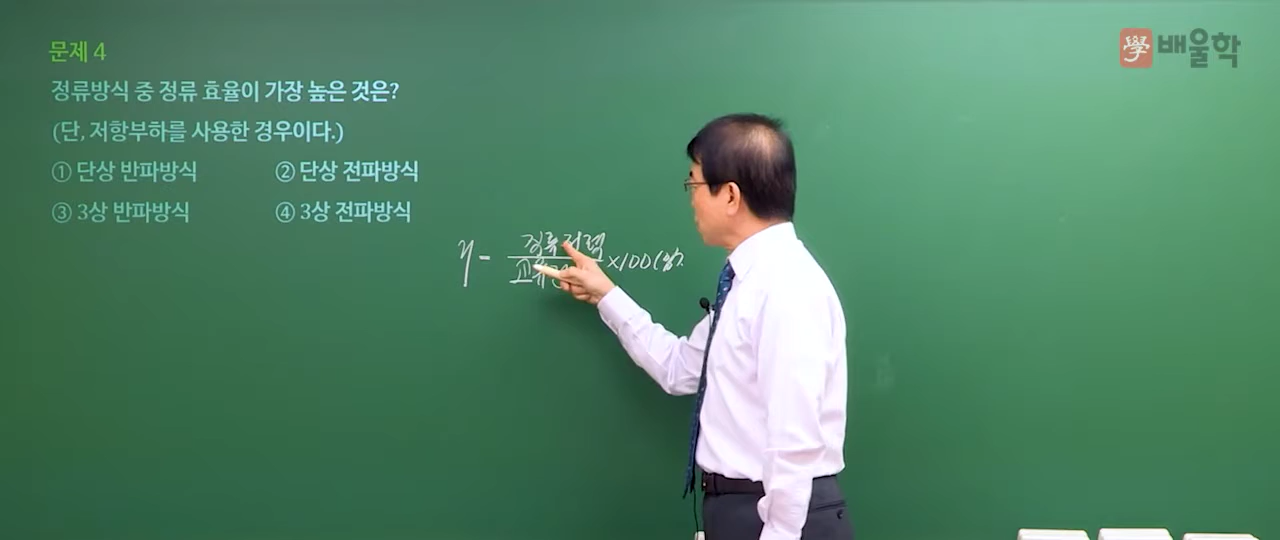 學 배울학
문제 4
정류방식 중 정류 효율이 가장 높은 것은?
(단, 저항부하를 사용한 경우이다.)
① 단상 반파방식 ② 단상 전파방식
③ 3상 반파방식 ④ 3상 전파방식
η = 정류전력
×100(%)